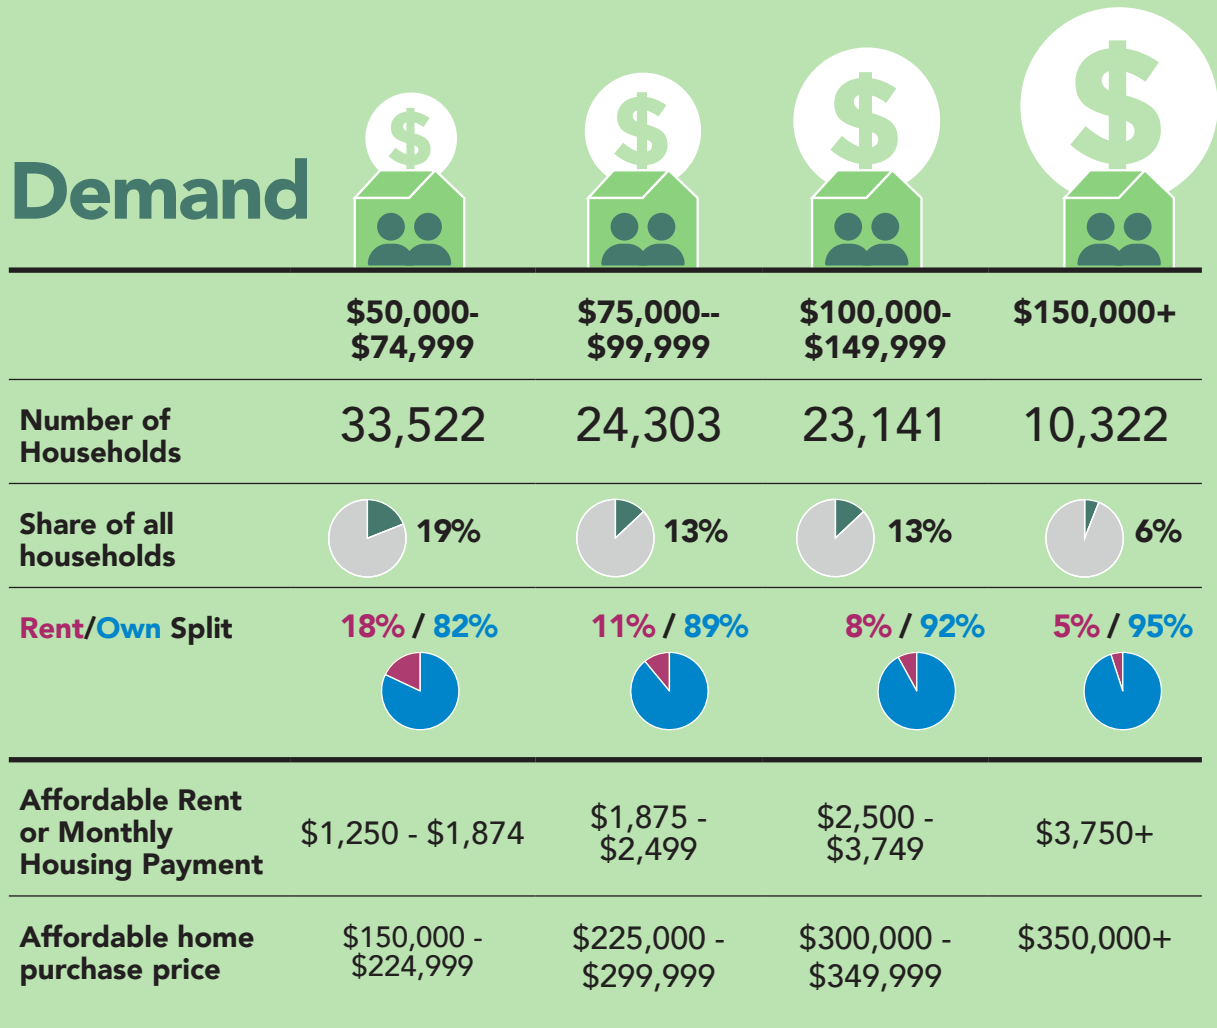 Demand
$50,000-
$74,999
$75,000--
$99,999
$100,000-
$149,999
$150,000+
Number of
Households
33,522
24,303
23,141
10,322
Share of all
households
19%
13%
13%
6%
Rent/Own Split
18% / 82%
11% / 89%
8% / 92%
5% / 95%
Affordable Rent
or Monthly
Housing Payment
$1,250 - $1,874
$1,875 -
$2,499
$2,500 -
$3,749
$3,750+
Affordable home
purchase price
$150,000 -
$224,999
$225,000 -
$299,999
$300,000 -
$349,999
$350,000+